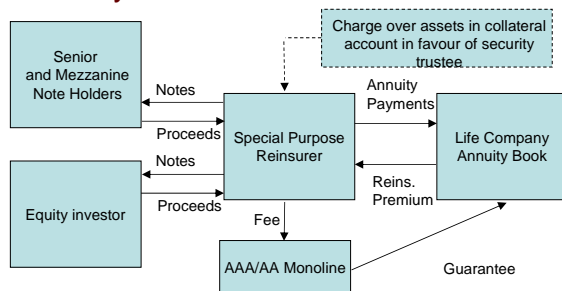 Charge over assets in collateral
account in favour of security
trustee
Senior
and Mezzanine
Note Holders
Notes
Proceeds
Special Purpose
Reinsurer
Annuity
Payments
Reins.
Premium
Life Company
Annuity Book
Equity investor
Notes
Proceeds
Fee
AAA/AA Monoline
Guarantee